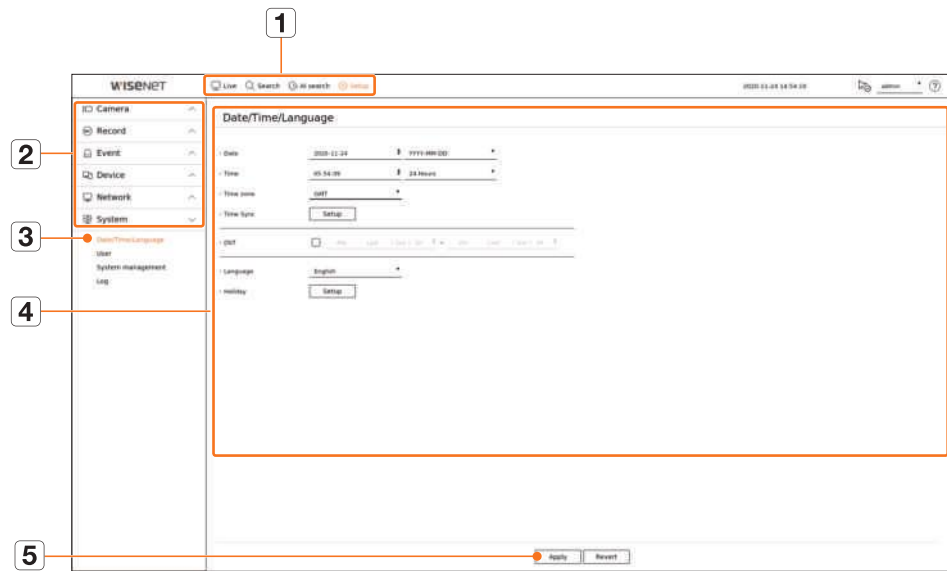 1
WISENET Live Search AI search Setup 2020-11-24 14:54:19 admin ?
Camera
Date/Time/Language
Record
2
Event
Date 2020-11-24 YYYY-MM-DD
Device
Time 05:54:09 24 Hours
Network
Time zone GMT
System
Time Sync Setup
3
Date/Time/Language
DST
User
System management
Language English
Log
Holiday Setup
4
5
Apply Revert